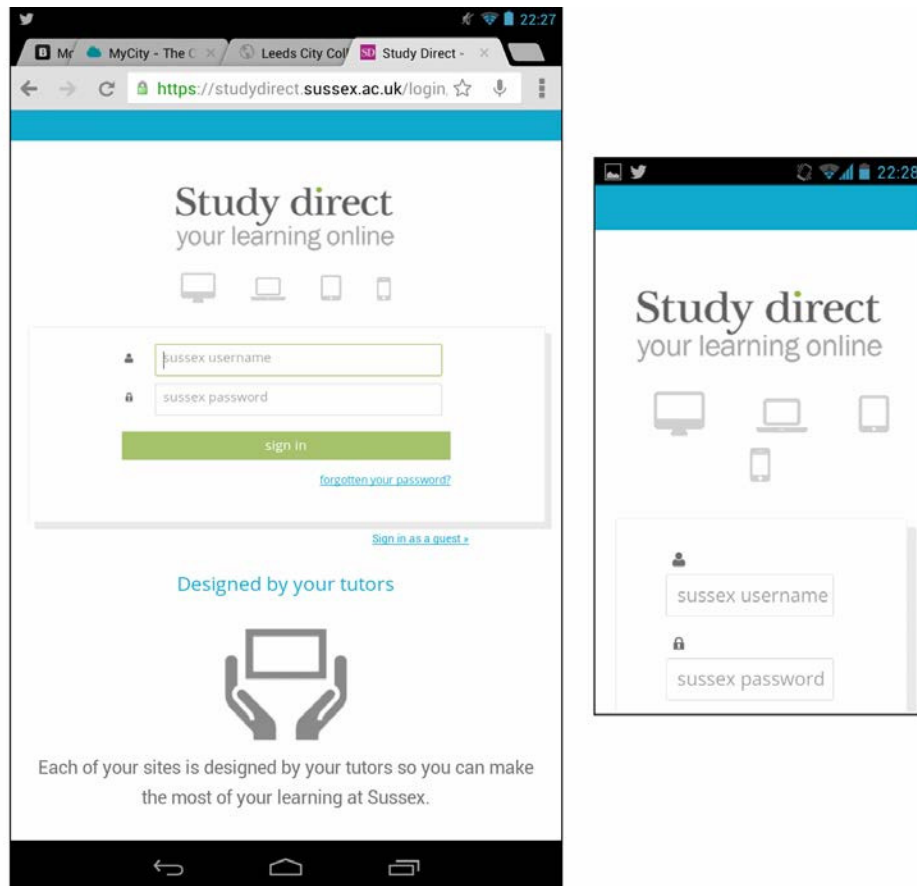 22:27
Mr MyCity - The C Leeds City Coll SD Study Direct -
https://studydirect.sussex.ac.uk/login
Study direct
your learning online
sussex username
sussex password
sign in
forgotten your password?
Sign in as a guest »
Designed by your tutors
Each of your sites is designed by your tutors so you can make
the most of your learning at Sussex.
22:28
Study direct
your learning online
sussex username
sussex password